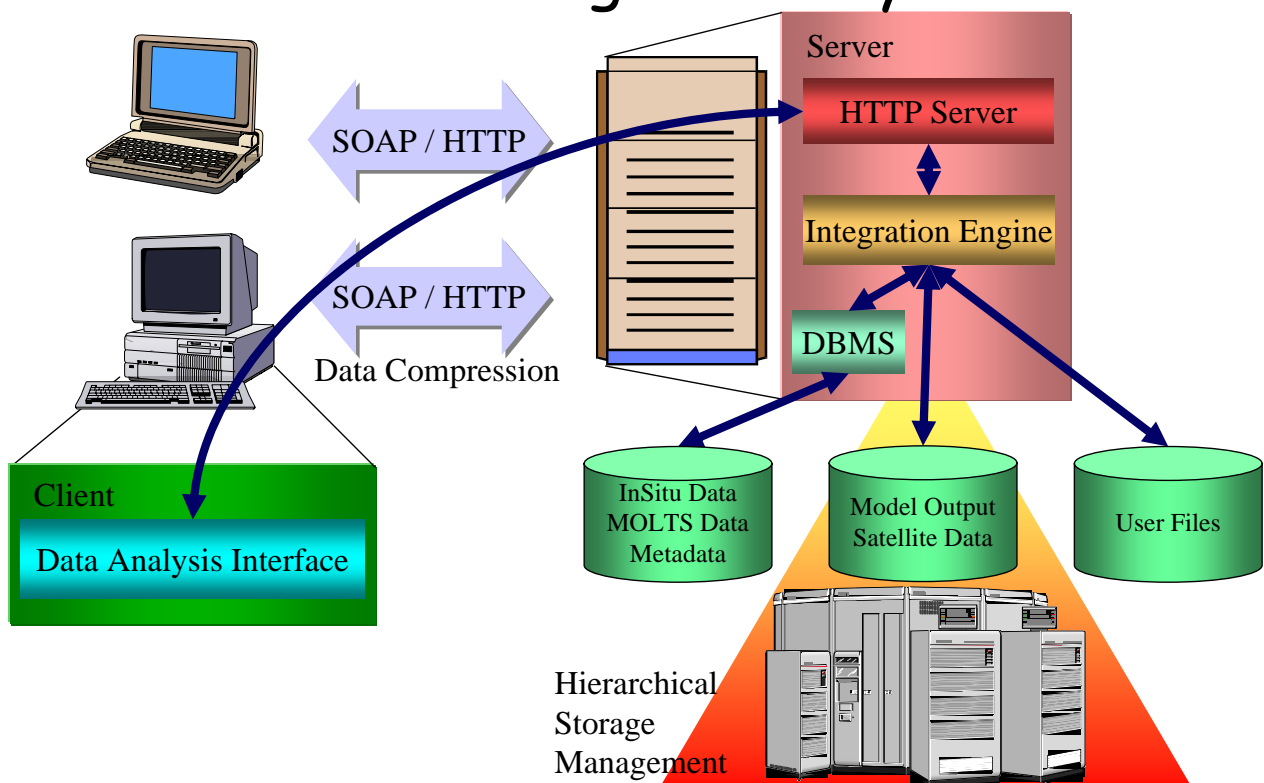 Server
HTTP Server
SOAP / HTTP
Integration Engine
SOAP / HTTP
DBMS
Data Compression
Client
Data Analysis Interface
InSitu Data
MOLTS Data
Metadata
Model Output
Satellite Data
User Files
Hierarchical
Storage
Management